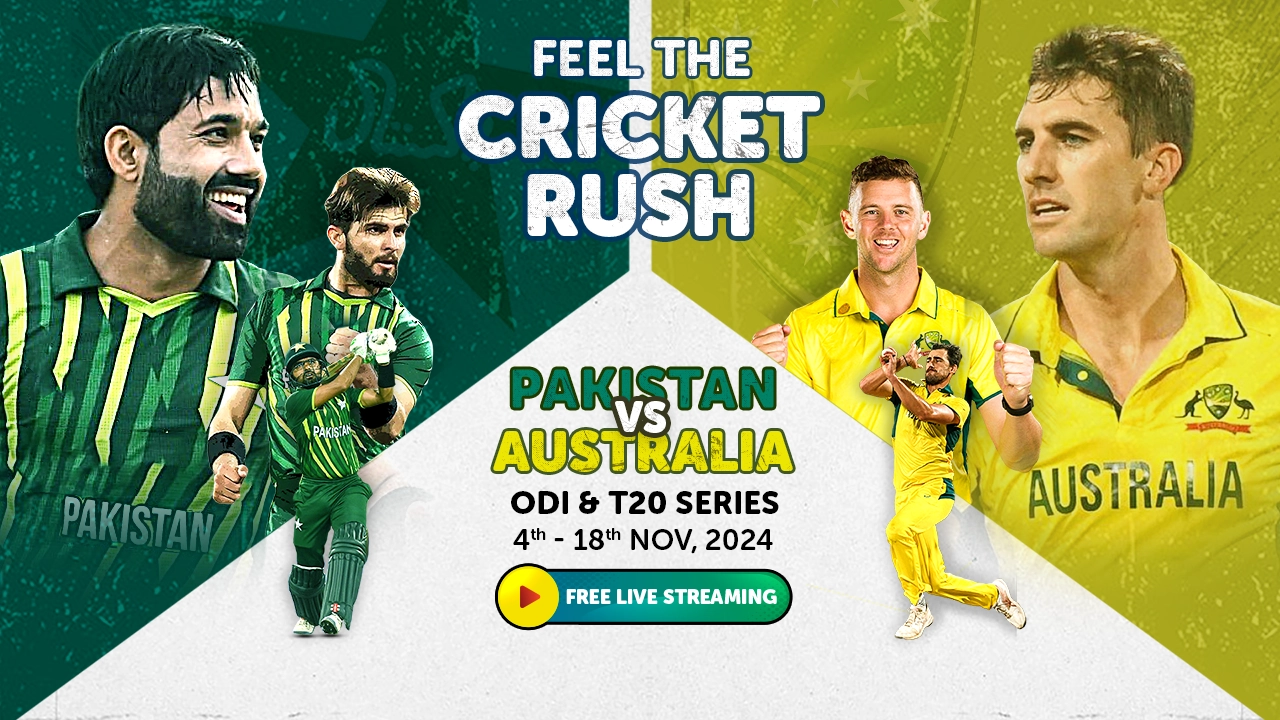 FEEL THE
CRICKET
RUSH
PAKISTAN
VS
AUSTRALIA
ODI & T20 SERIES
4th - 18th NOV, 2024
FREE LIVE STREAMING
PAKISTAN
PAKISTAN
AUSTRALIA